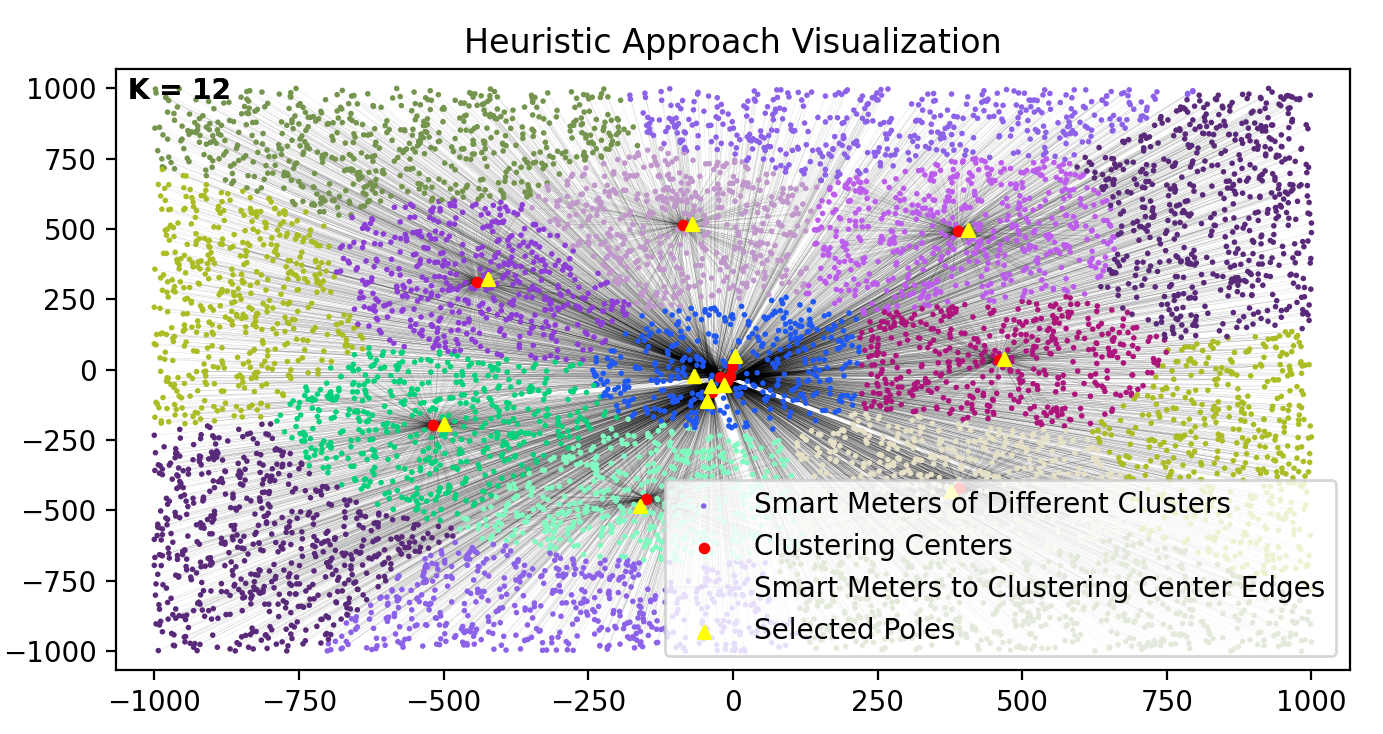 Heuristic Approach Visualization
K = 12
1000
750
500
250
0
−250
−500
−750
−1000
Smart Meters of Different Clusters
Clustering Centers
Smart Meters to Clustering Center Edges
Selected Poles
−1000 −750 −500 −250 0 250 500 750 1000